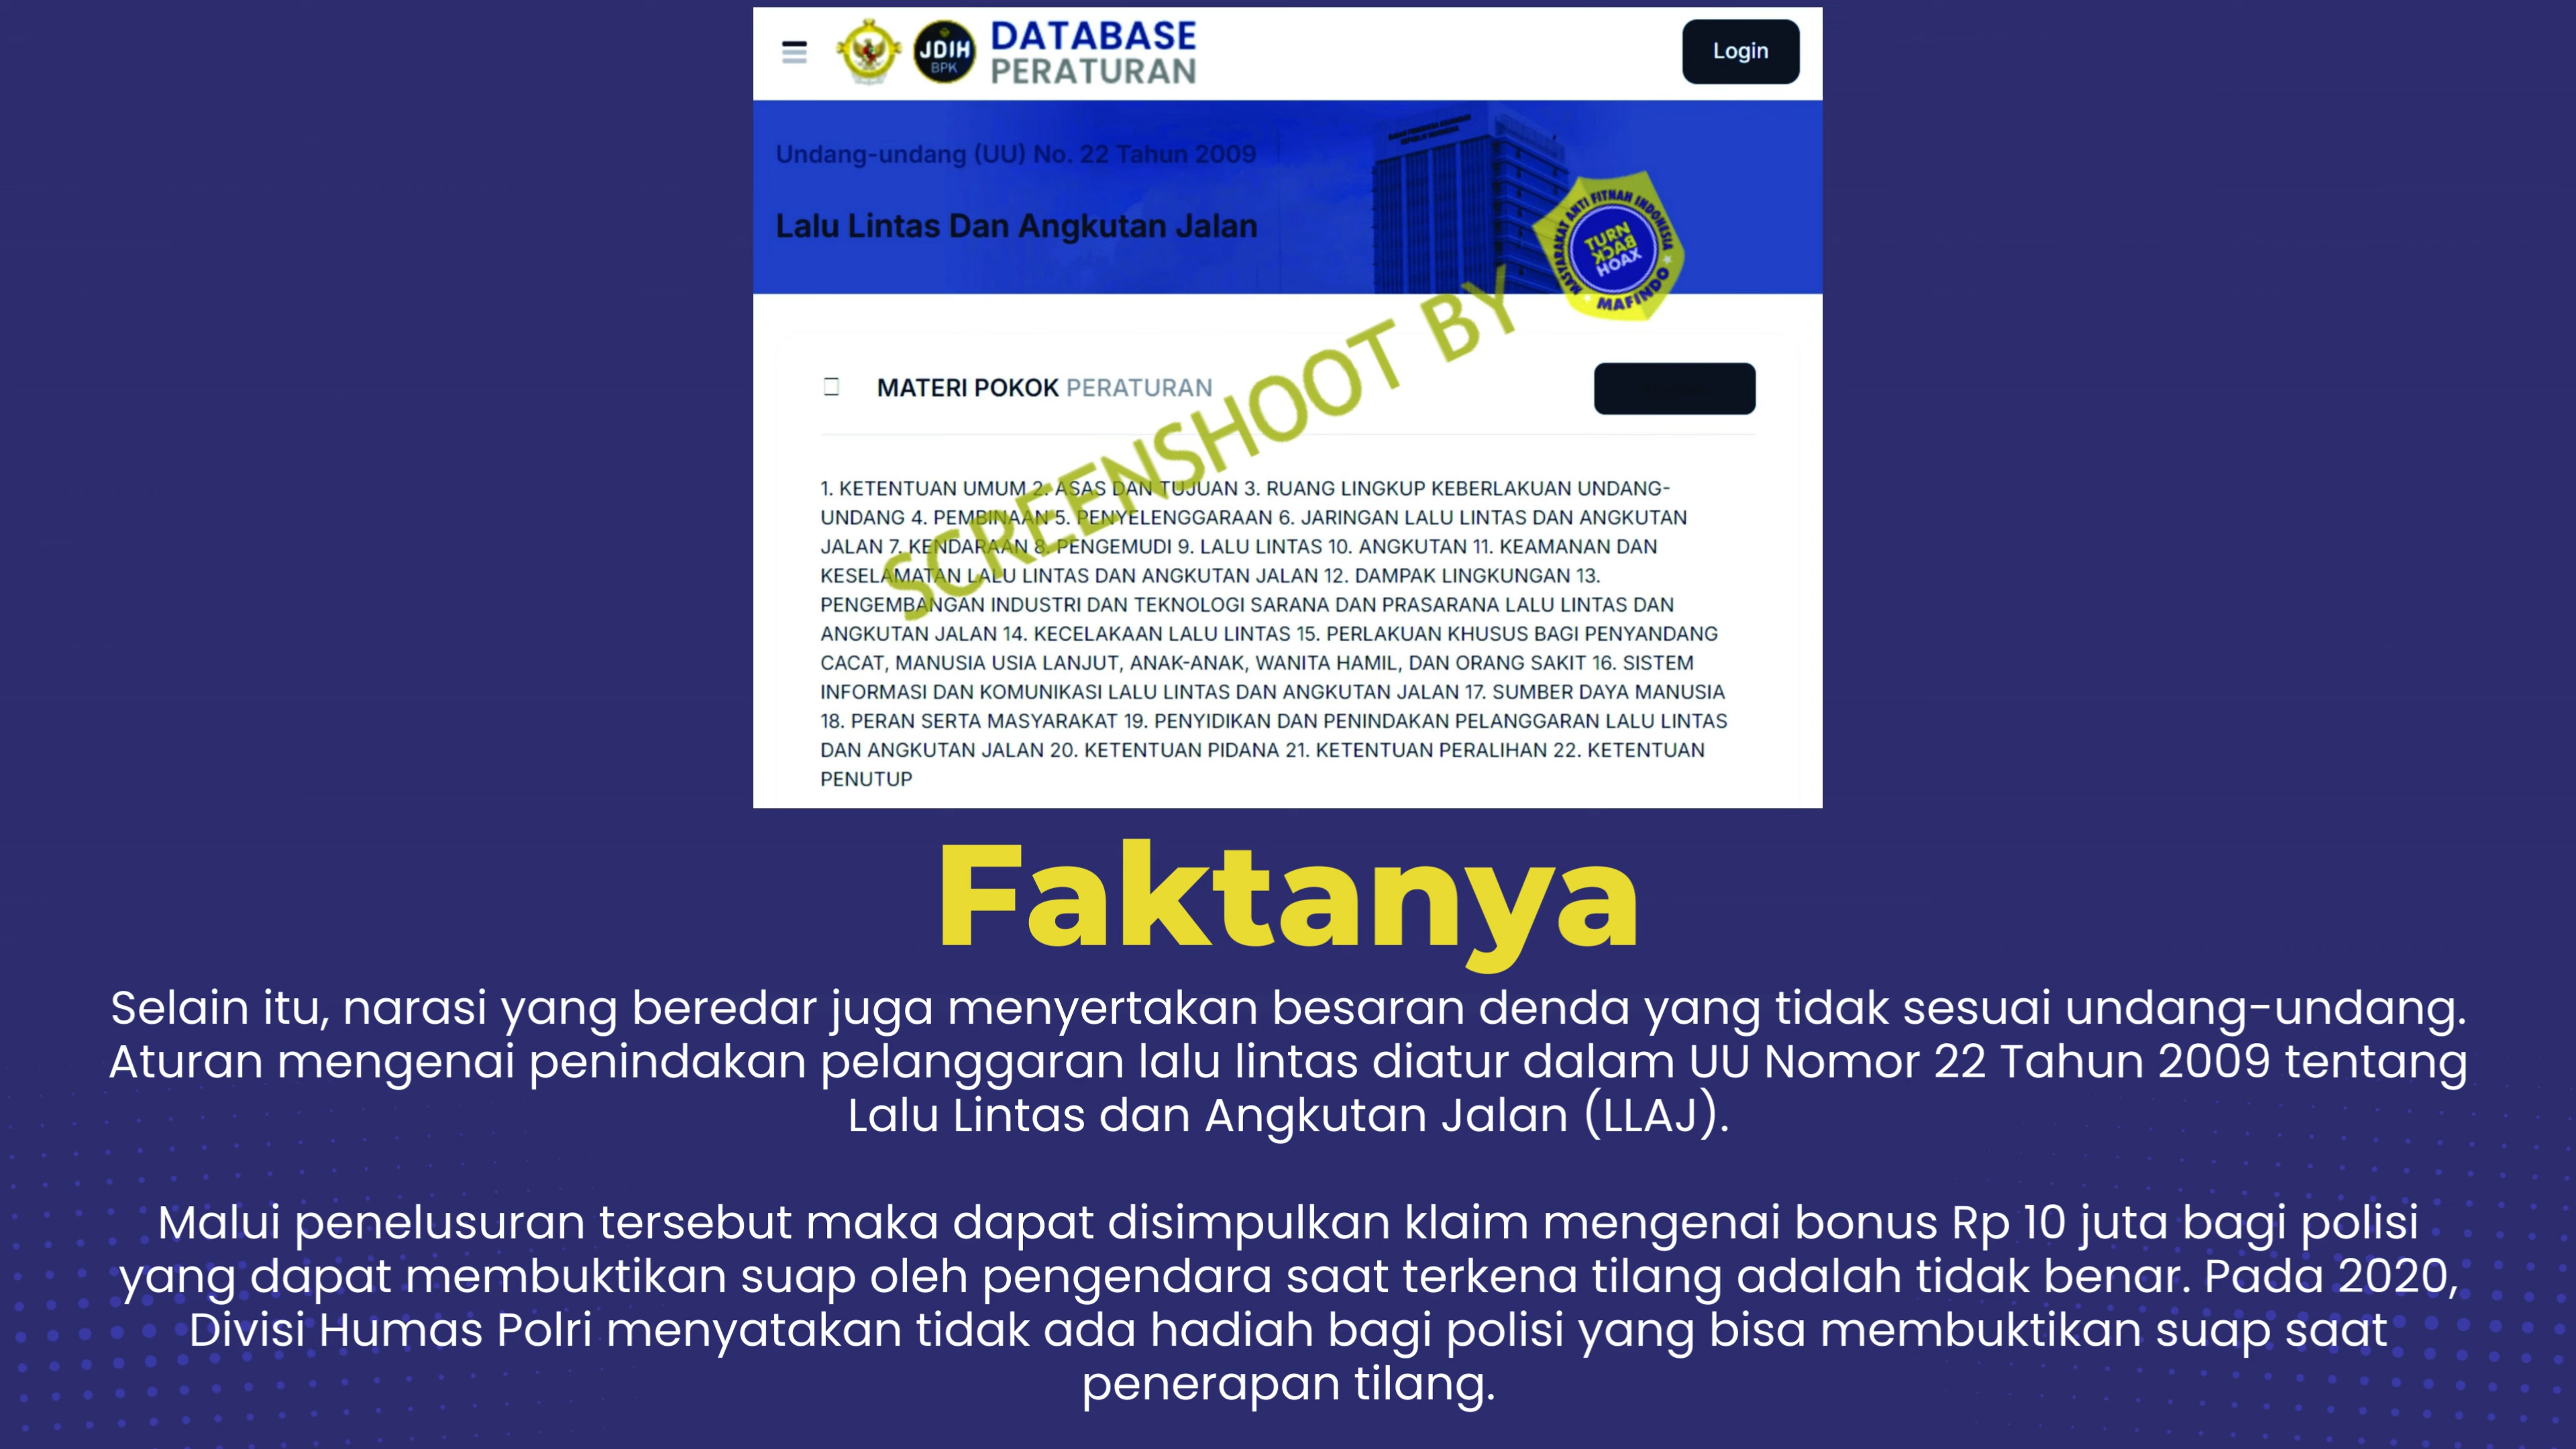 JDIH
BPK
DATABASE
PERATURAN
Login
Undang-undang (UU) No. 22 Tahun 2009
Lalu Lintas Dan Angkutan Jalan
MASYARAKAT ANTI FITNAH INDONESIA
TURN
BACK
HOAX
MAFINDO
SCREENSHOOT BY
MATERI POKOK PERATURAN
1. KETENTUAN UMUM 2. ASAS DAN TUJUAN 3. RUANG LINGKUP KEBERLAKUAN UNDANG-
UNDANG 4. PEMBINAAN 5. PENYELENGGARAAN 6. JARINGAN LALU LINTAS DAN ANGKUTAN
JALAN 7. KENDARAAN 8. PENGEMUDI 9. LALU LINTAS 10. ANGKUTAN 11. KEAMANAN DAN
KESELAMATAN LALU LINTAS DAN ANGKUTAN JALAN 12. DAMPAK LINGKUNGAN 13.
PENGEMBANGAN INDUSTRI DAN TEKNOLOGI SARANA DAN PRASARANA LALU LINTAS DAN
ANGKUTAN JALAN 14. KECELAKAAN LALU LINTAS 15. PERLAKUAN KHUSUS BAGI PENYANDANG
CACAT, MANUSIA USIA LANJUT, ANAK-ANAK, WANITA HAMIL, DAN ORANG SAKIT 16. SISTEM
INFORMASI DAN KOMUNIKASI LALU LINTAS DAN ANGKUTAN JALAN 17. SUMBER DAYA MANUSIA
18. PERAN SERTA MASYARAKAT 19. PENYIDIKAN DAN PENINDAKAN PELANGGARAN LALU LINTAS
DAN ANGKUTAN JALAN 20. KETENTUAN PIDANA 21. KETENTUAN PERALIHAN 22. KETENTUAN
PENUTUP
Faktanya
Selain itu, narasi yang beredar juga menyertakan besaran denda yang tidak sesuai undang-undang.
Aturan mengenai penindakan pelanggaran lalu lintas diatur dalam UU Nomor 22 Tahun 2009 tentang
Lalu Lintas dan Angkutan Jalan (LLAJ).
Malui penelusuran tersebut maka dapat disimpulkan klaim mengenai bonus Rp 10 juta bagi polisi
yang dapat membuktikan suap oleh pengendara saat terkena tilang adalah tidak benar. Pada 2020,
Divisi Humas Polri menyatakan tidak ada hadiah bagi polisi yang bisa membuktikan suap saat
penerapan tilang.